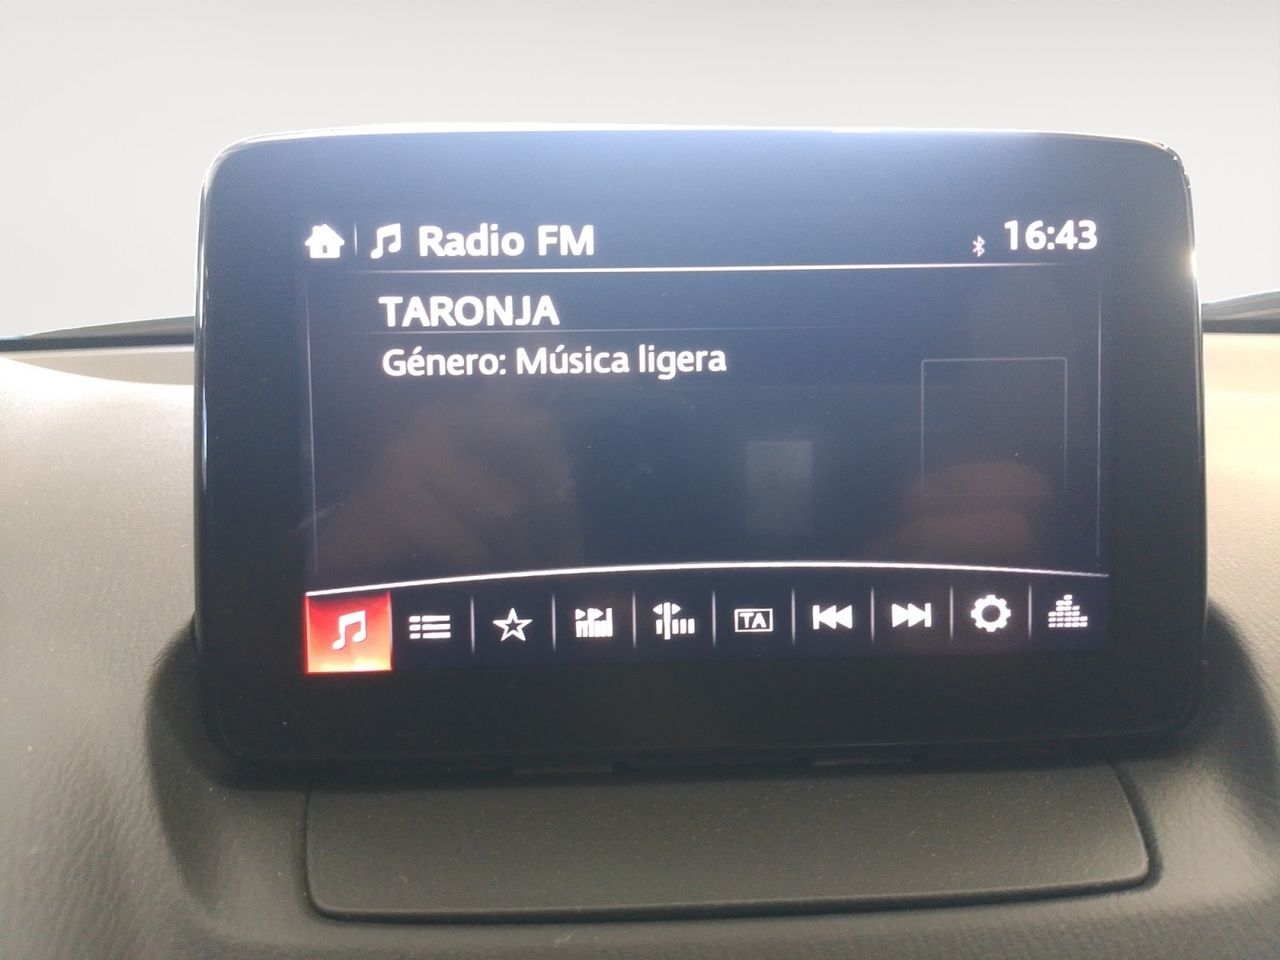 Radio FM
16:43
TARONJA
Género: Música ligera
TA